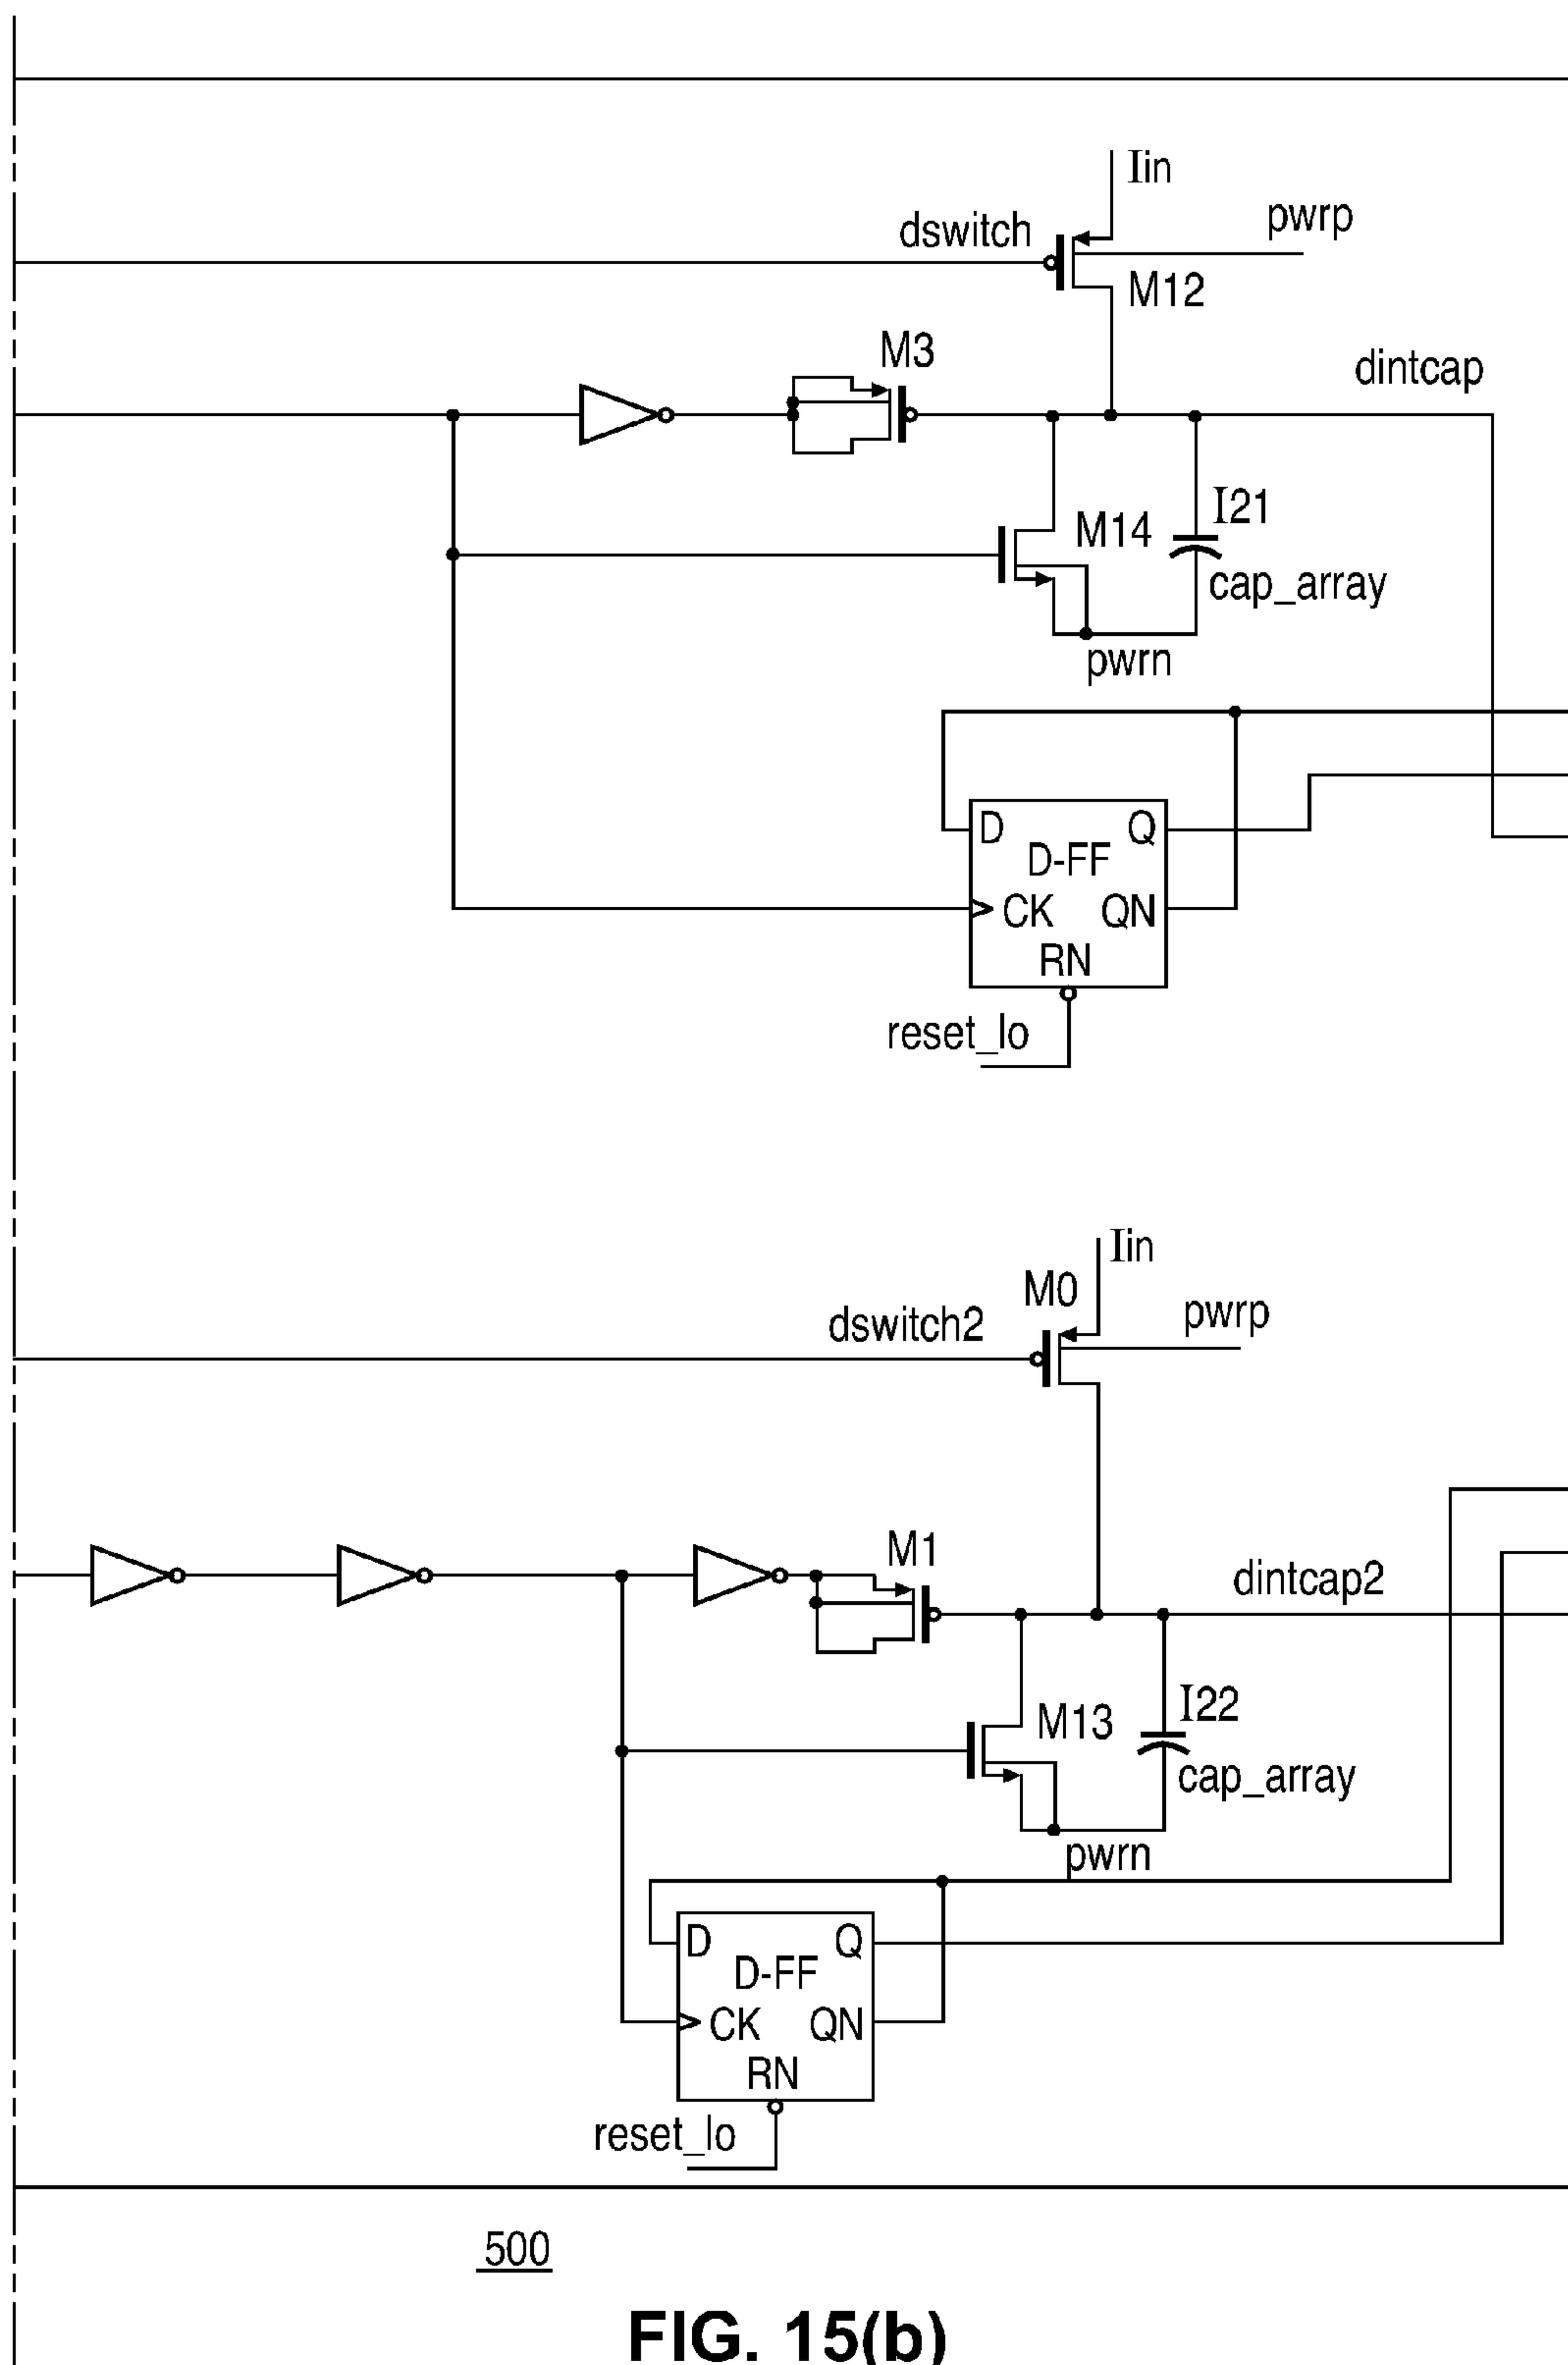 Iin
dswitch
pwrp
M12
M3
dintcap
I21
M14
cap_array
pwrn
D
Q
D-FF
CK
QN
RN
reset_lo
Iin
M0
dswitch2
pwrp
M1
dintcap2
I22
M13
cap_array
pwrn
D
Q
D-FF
CK
QN
RN
reset_lo
500
FIG. 15(b)